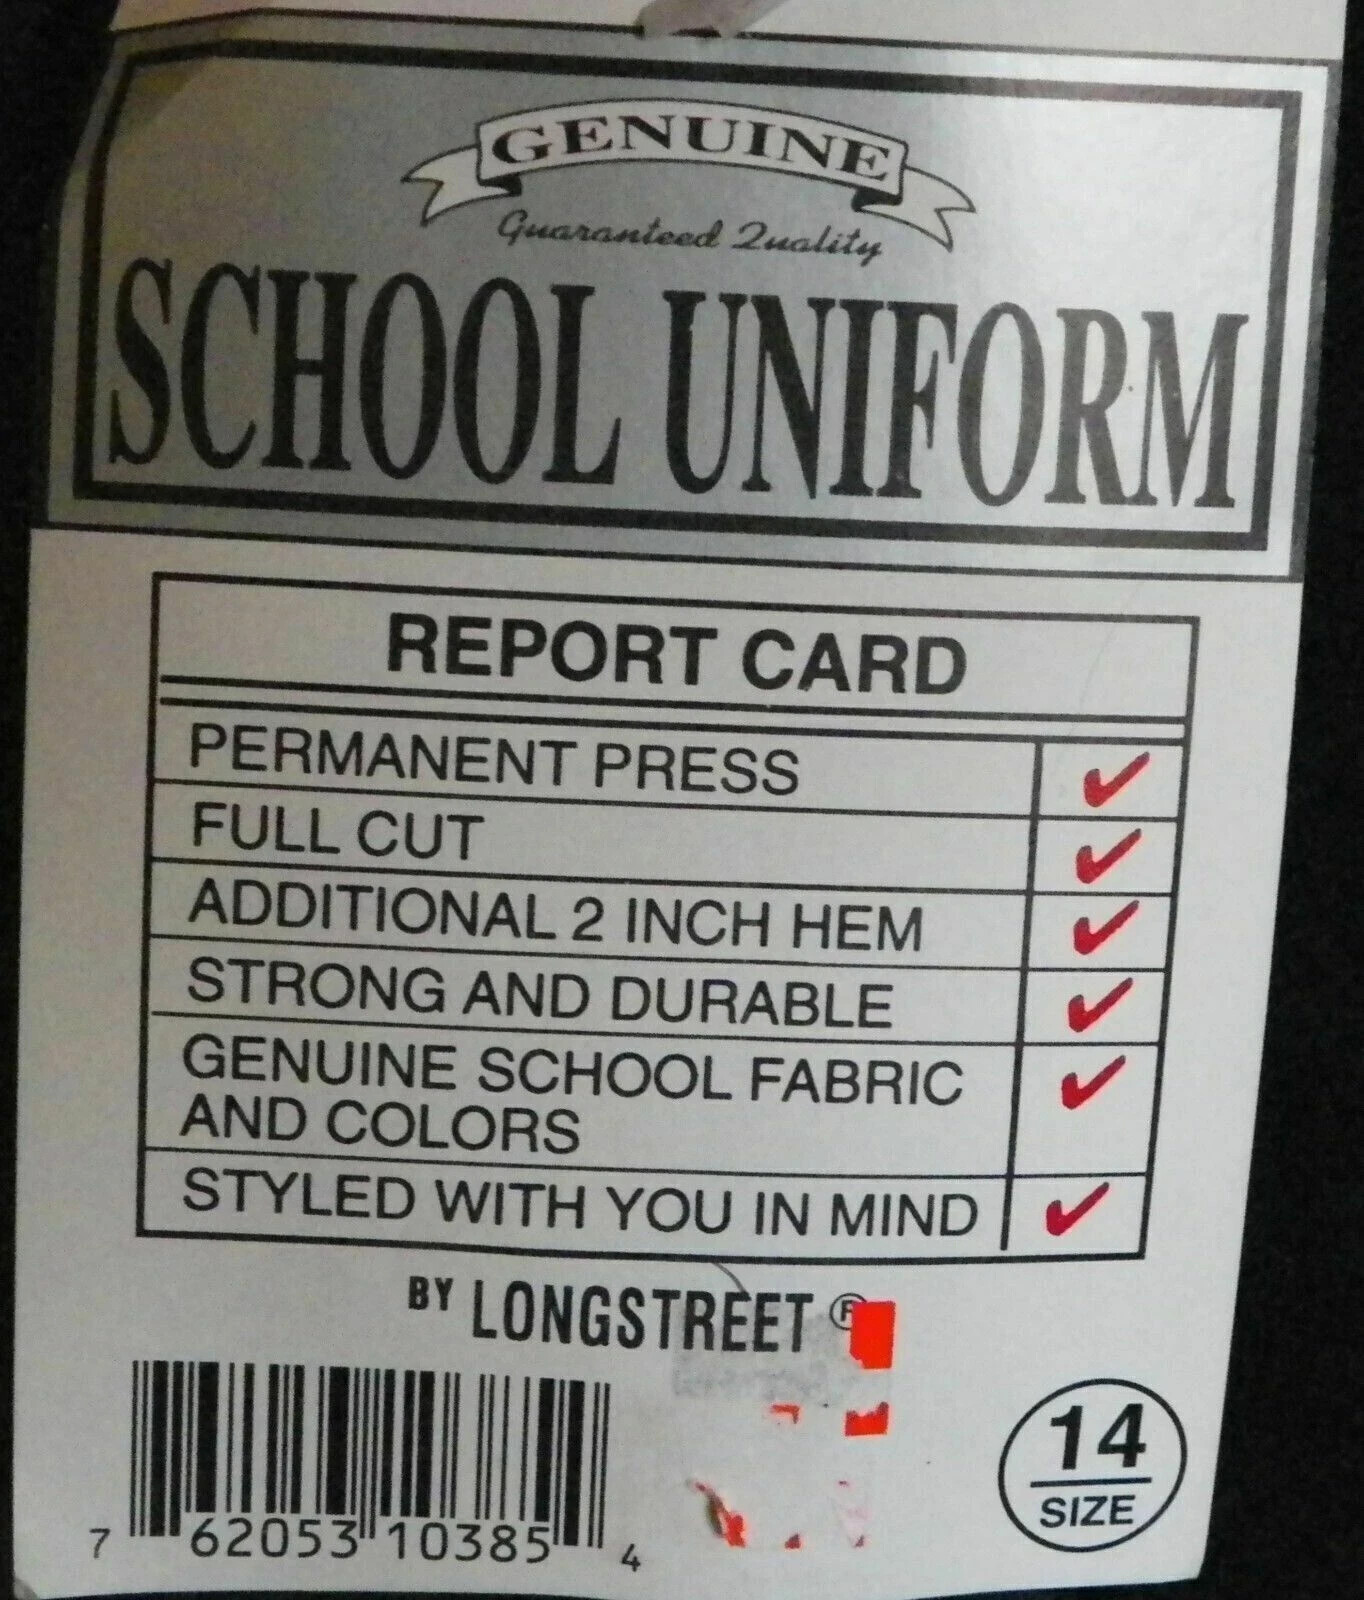 GENUINE
Guaranteed Quality
SCHOOL UNIFORM
REPORT CARD
PERMANENT PRESS ✓
FULL CUT ✓
ADDITIONAL 2 INCH HEM ✓
STRONG AND DURABLE ✓
GENUINE SCHOOL FABRIC ✓
AND COLORS
STYLED WITH YOU IN MIND ✓
BY LONGSTREET ®
7 62053 10385 4
14
SIZE